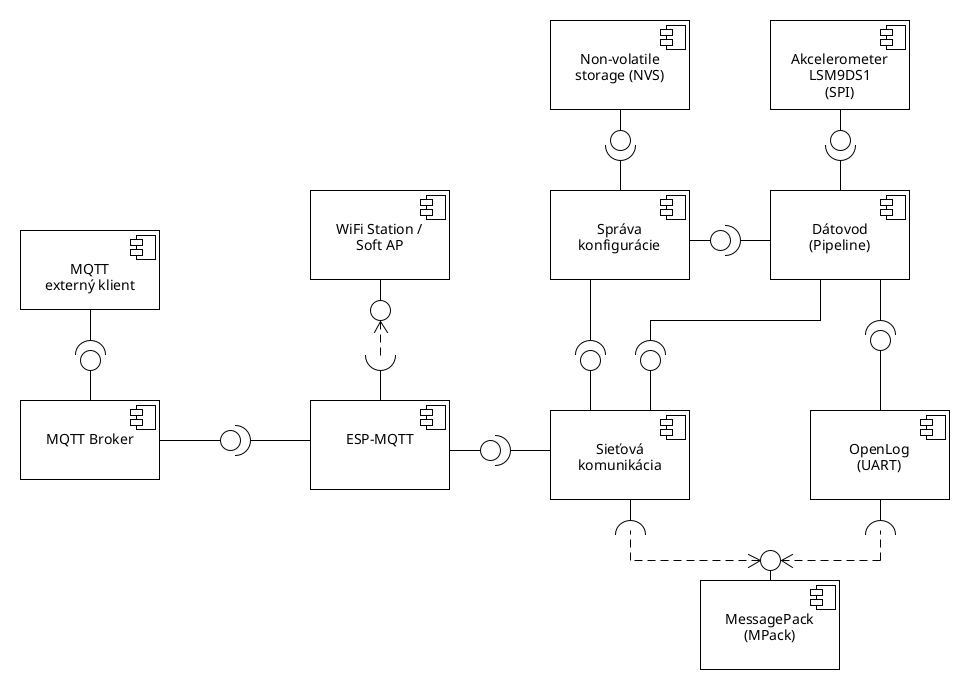 Non-volatile
storage (NVS)
Akcelerometer
LSM9DS1
(SPI)
WiFi Station /
Soft AP
Správa
konfigurácie
Dátovod
(Pipeline)
MQTT
externý klient
MQTT Broker
ESP-MQTT
Sieťová
komunikácia
OpenLog
(UART)
MessagePack
(MPack)